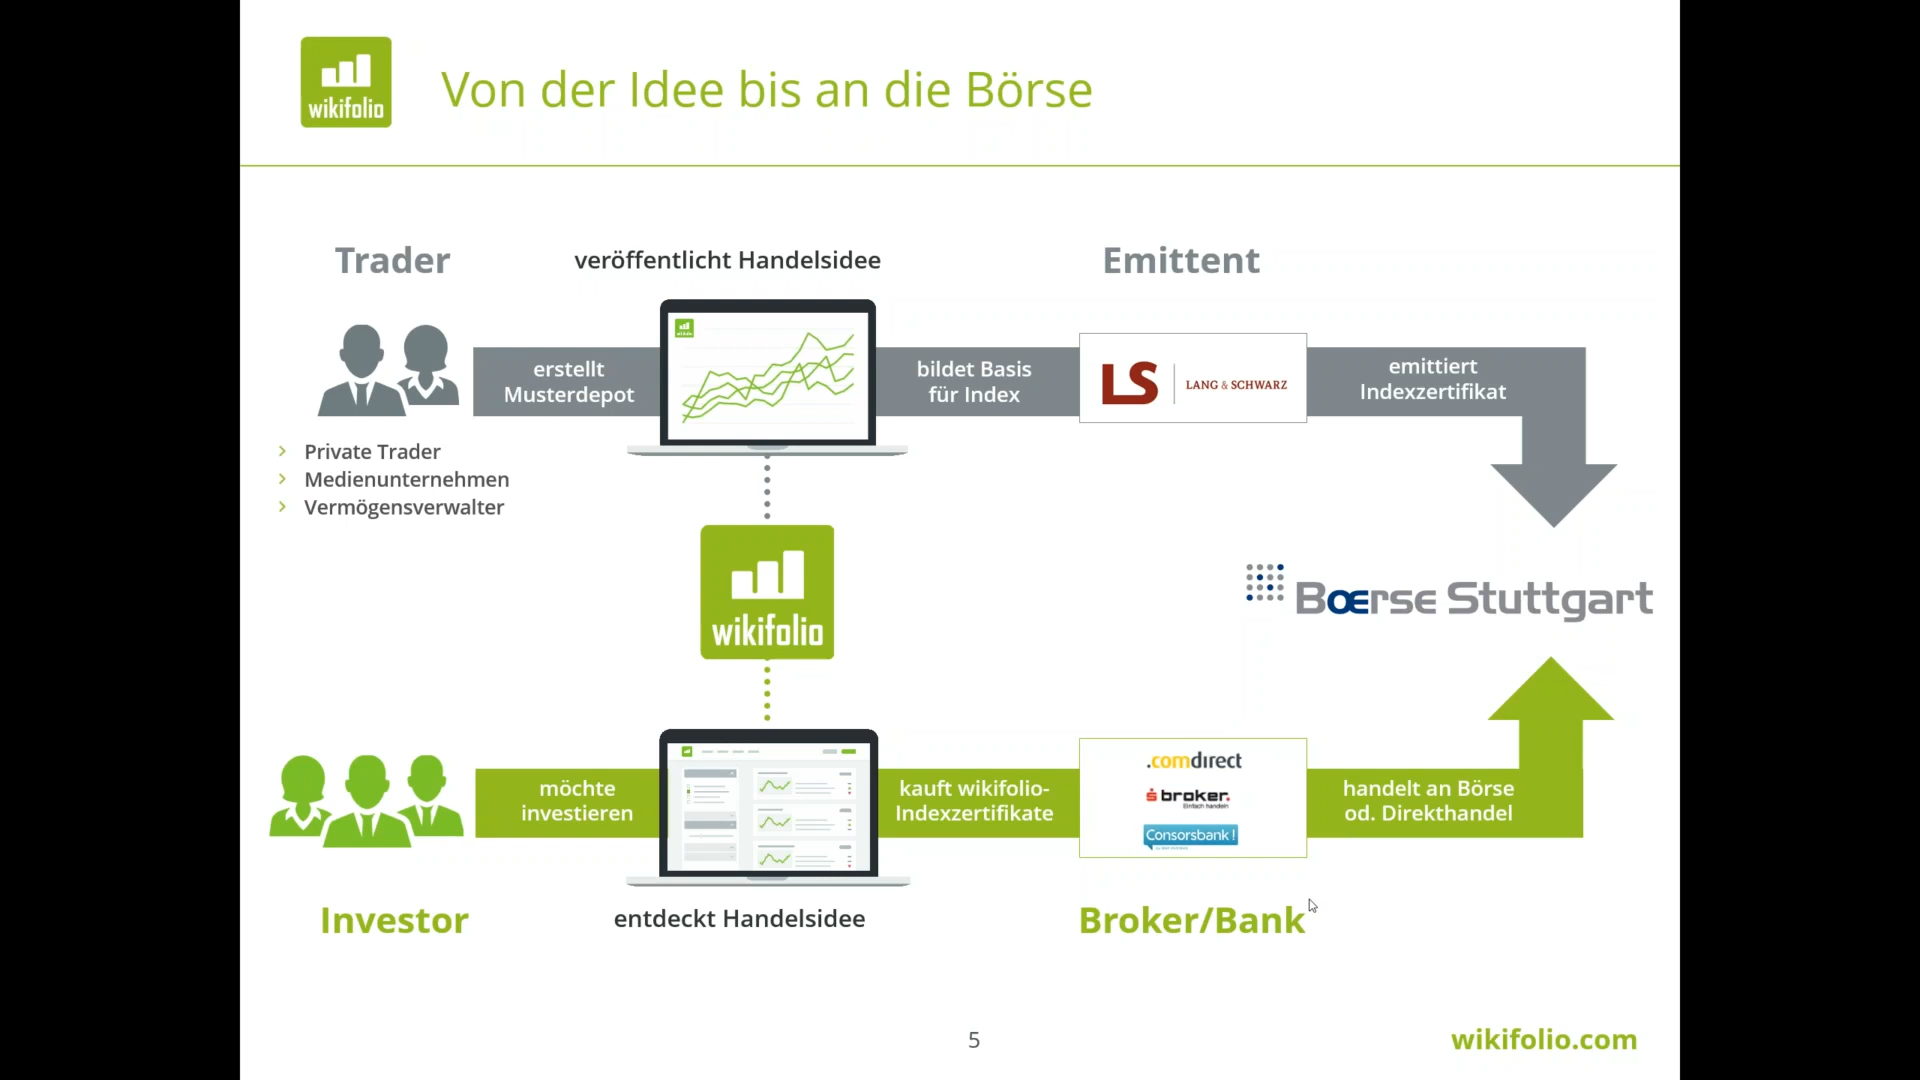 wikifolio
Von der Idee bis an die Börse
Trader
veröffentlicht Handelsidee
Emittent
erstellt
Musterdepot
bildet Basis
für Index
LS
LANG & SCHWARZ
emittiert
Indexzertifikat
Private Trader
Medienunternehmen
Vermögensverwalter
wikifolio
Boerse Stuttgart
möchte
investieren
kauft wikifolio-
Indexzertifikate
.comdirect
broker.
Einfach handeln
Consorsbank!
handelt an Börse
od. Direkthandel
Investor
entdeckt Handelsidee
Broker/Bank
5
wikifolio.com